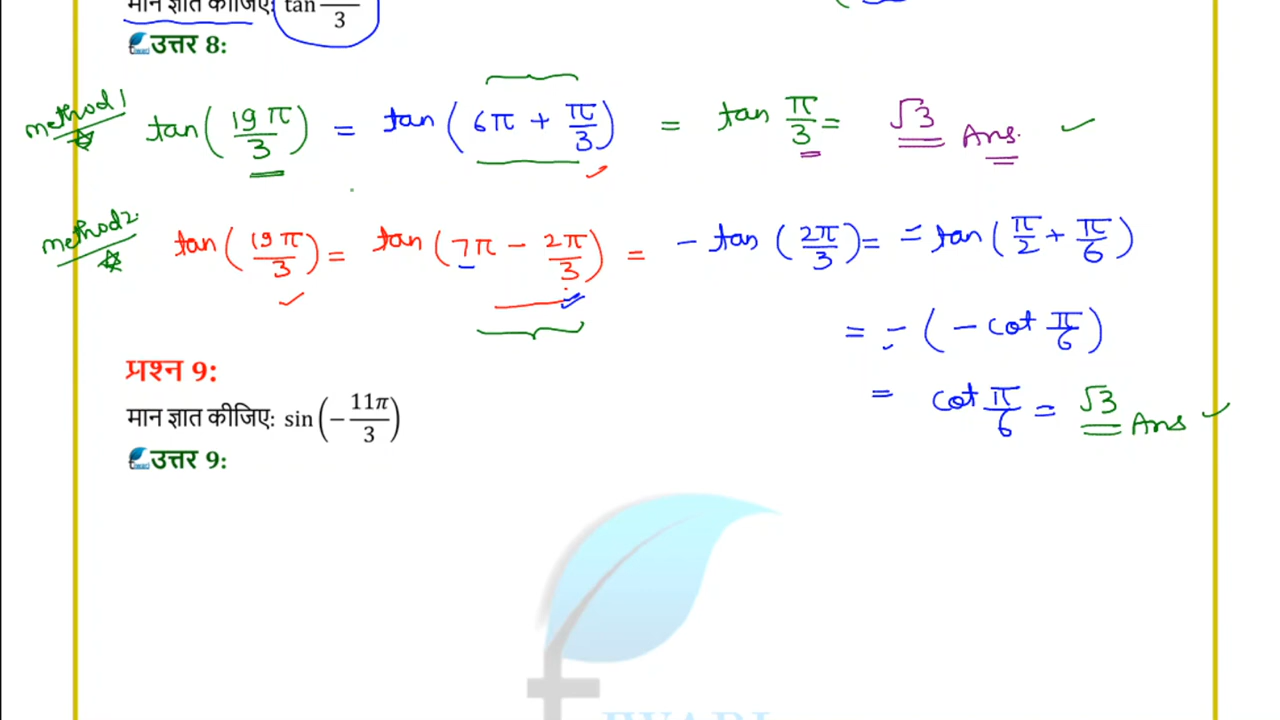 मान ज्ञात कीजिए: tan 3
उत्तर 8:
method 1 tan(19π/3) = tan(6π + π/3) = tan π/3 = √3 Ans.
method 2. tan(19π/3) = tan(7π − 2π/3) = − tan(2π/3) = = tan(π/2 + π/6)
= − (− cot π/6)
= cot π/6 = √3 Ans
प्रश्न 9:
मान ज्ञात कीजिए: sin(−11π/3)
उत्तर 9: